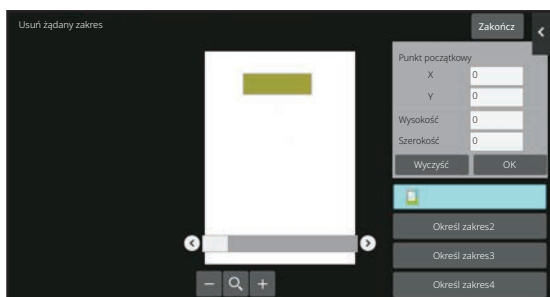 Usuń żądany zakres
Zakończ
Punkt początkowy
X 0
Y 0
Wysokość 0
Szerokość 0
Wyczyść OK
Określ zakres2
Określ zakres3
Określ zakres4